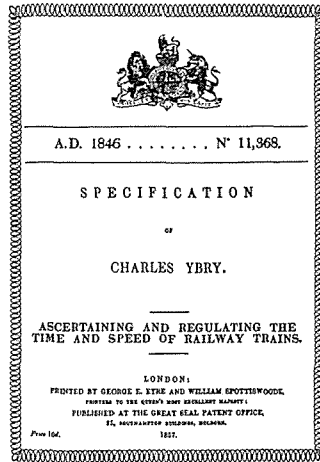 A.D. 1846 . . . . . . . . Nº 11,368.
SPECIFICATION
OF
CHARLES YBRY.
ASCERTAINING AND REGULATING THE
TIME AND SPEED OF RAILWAY TRAINS.
LONDON:
PRINTED BY GEORGE E. EYRE AND WILLIAM SPOTTISWOODE,
PRINTERS TO THE QUEEN'S MOST EXCELLENT MAJESTY:
PUBLISHED AT THE GREAT SEAL PATENT OFFICE,
25, SOUTHAMPTON BUILDINGS, HOLBORN.
Price 10d. 1857.